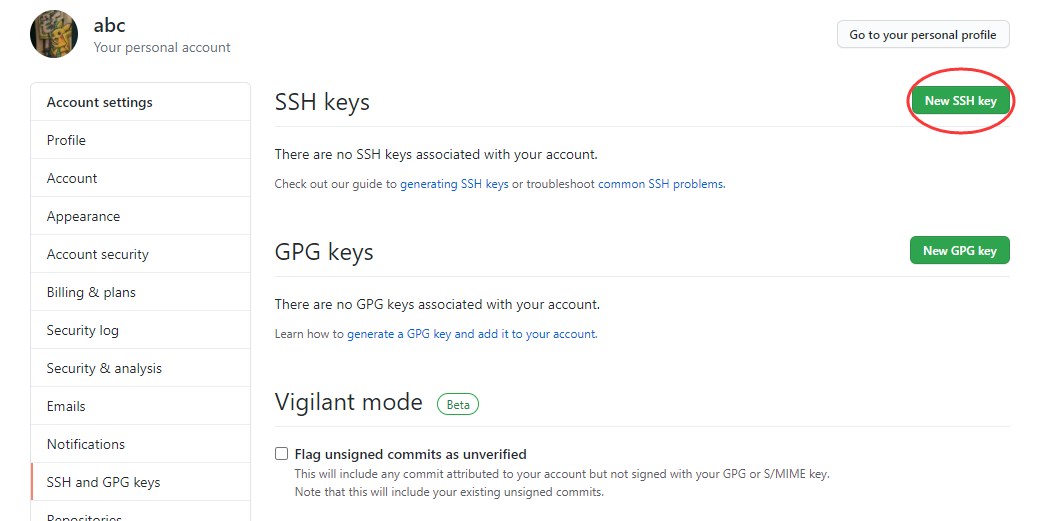 abc
Your personal account
Go to your personal profile
Account settings
Profile
Account
Appearance
Account security
Billing & plans
Security log
Security & analysis
Emails
Notifications
SSH and GPG keys
Repositories
SSH keys
New SSH key
There are no SSH keys associated with your account.
Check out our guide to generating SSH keys or troubleshoot common SSH problems.
GPG keys
New GPG key
There are no GPG keys associated with your account.
Learn how to generate a GPG key and add it to your account.
Vigilant mode Beta
Flag unsigned commits as unverified
This will include any commit attributed to your account but not signed with your GPG or S/MIME key.
Note that this will include your existing unsigned commits.